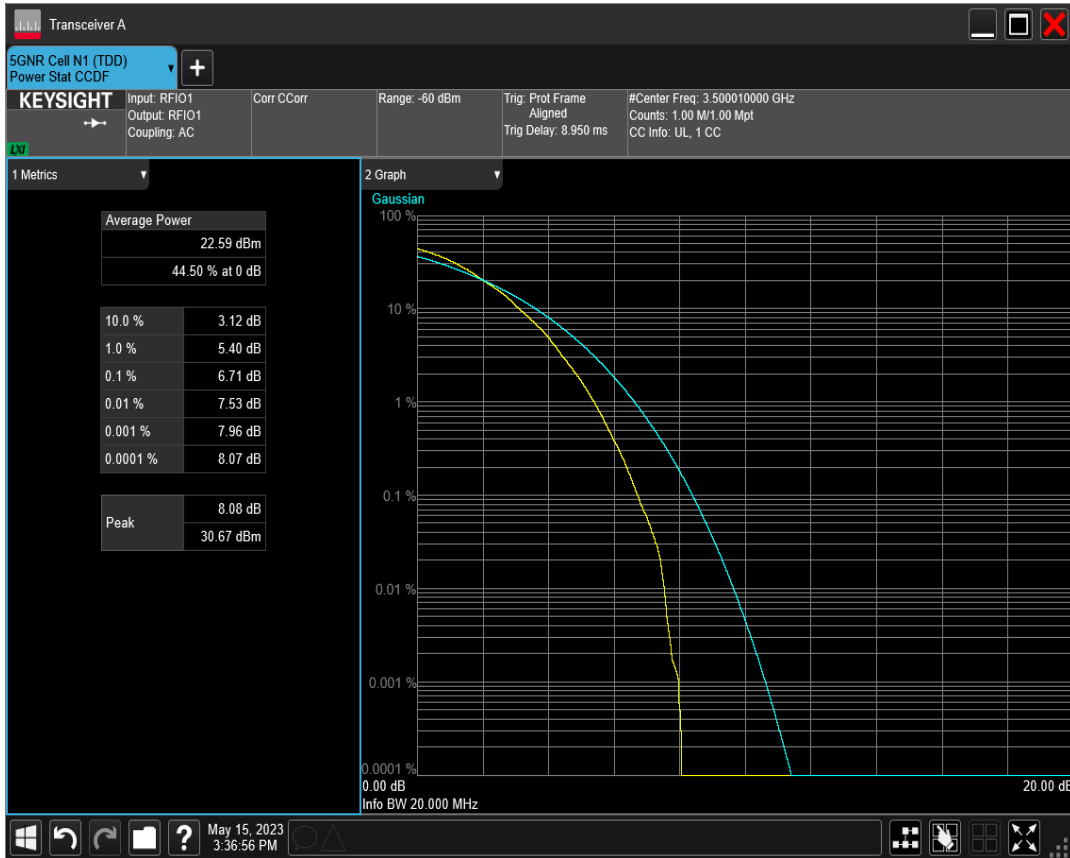 Transceiver A
5GNR Cell N1 (TDD)
Power Stat CCDF
+
KEYSIGHT
LXI
Input: RFIO1
Output: RFIO1
Coupling: AC
Corr CCorr
Range: -60 dBm
Trig: Prot Frame
Aligned
Trig Delay: 8.950 ms
#Center Freq: 3.500010000 GHz
Counts: 1.00 M/1.00 Mpt
CC Info: UL, 1 CC
1 Metrics
Average Power
22.59 dBm
44.50 % at 0 dB
10.0 % 3.12 dB
1.0 % 5.40 dB
0.1 % 6.71 dB
0.01 % 7.53 dB
0.001 % 7.96 dB
0.0001 % 8.07 dB
Peak
8.08 dB
30.67 dBm
2 Graph
Gaussian
100 %
10 %
1 %
0.1 %
0.01 %
0.001 %
0.0001 %
0.00 dB 20.00 dB
Info BW 20.000 MHz
?
May 15, 2023
3:36:56 PM